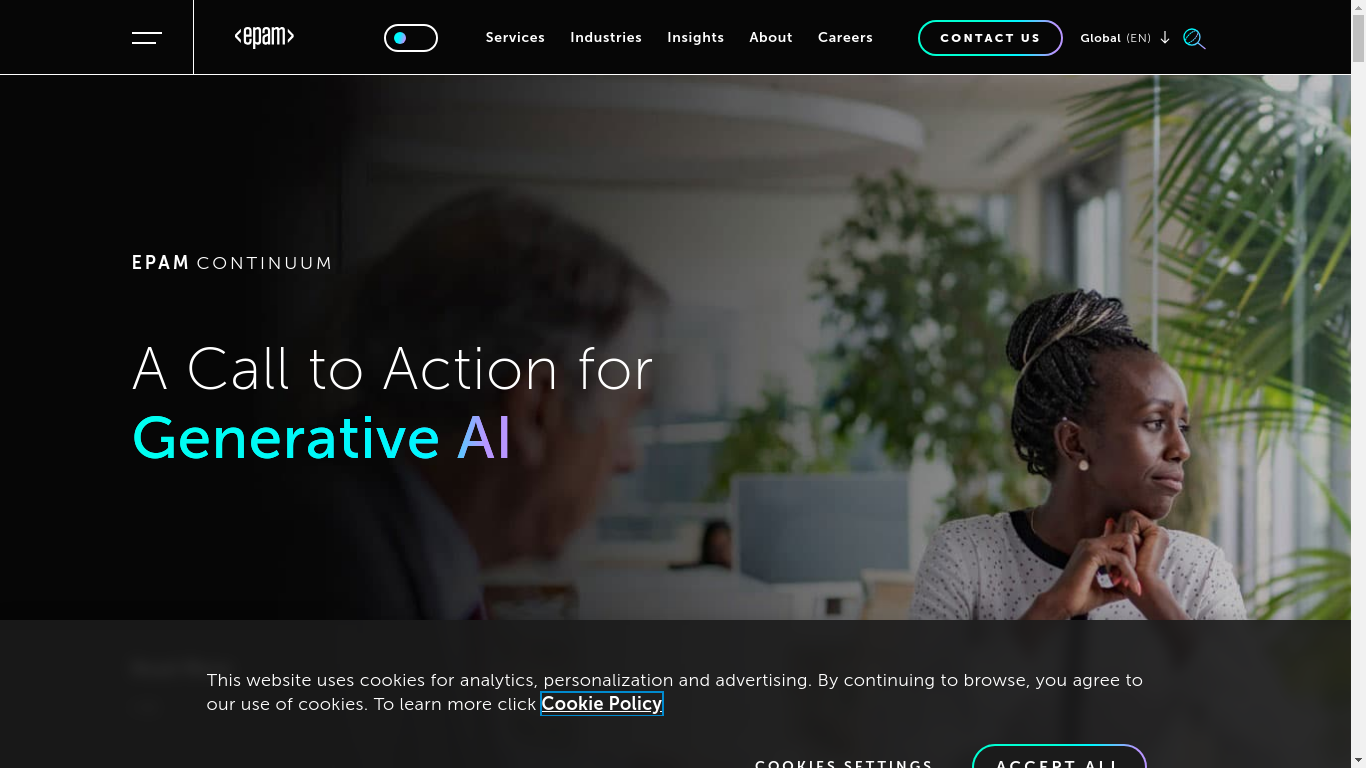 <epam>
Services
Industries
Insights
About
Careers
CONTACT US
Global (EN)
EPAM CONTINUUM
A Call to Action for
Generative AI
This website uses cookies for analytics, personalization and advertising. By continuing to browse, you agree to
our use of cookies. To learn more click Cookie Policy
COOKIES SETTINGS
ACCEPT ALL